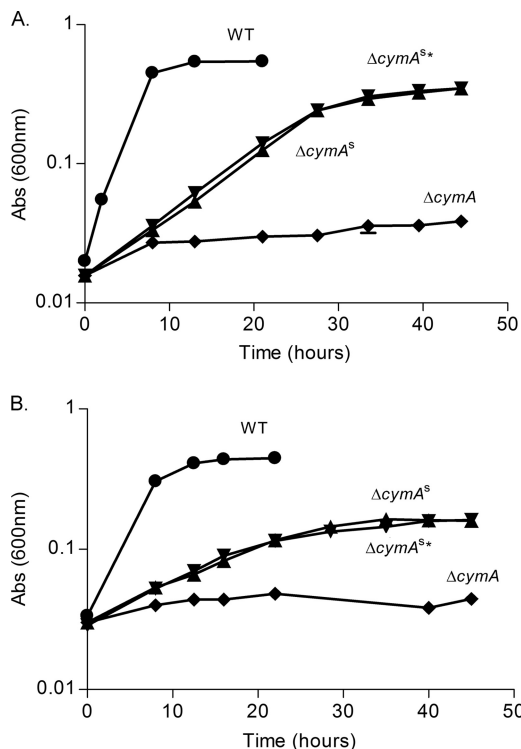 A.
1
WT
ΔcymAˢ*
Abs (600nm)
0.1
ΔcymAˢ
ΔcymA
0.01
0 10 20 30 40 50
Time (hours)
B.
1
WT
ΔcymAˢ
Abs (600nm)
0.1
ΔcymAˢ*
ΔcymA
0.01
0 10 20 30 40 50
Time (hours)